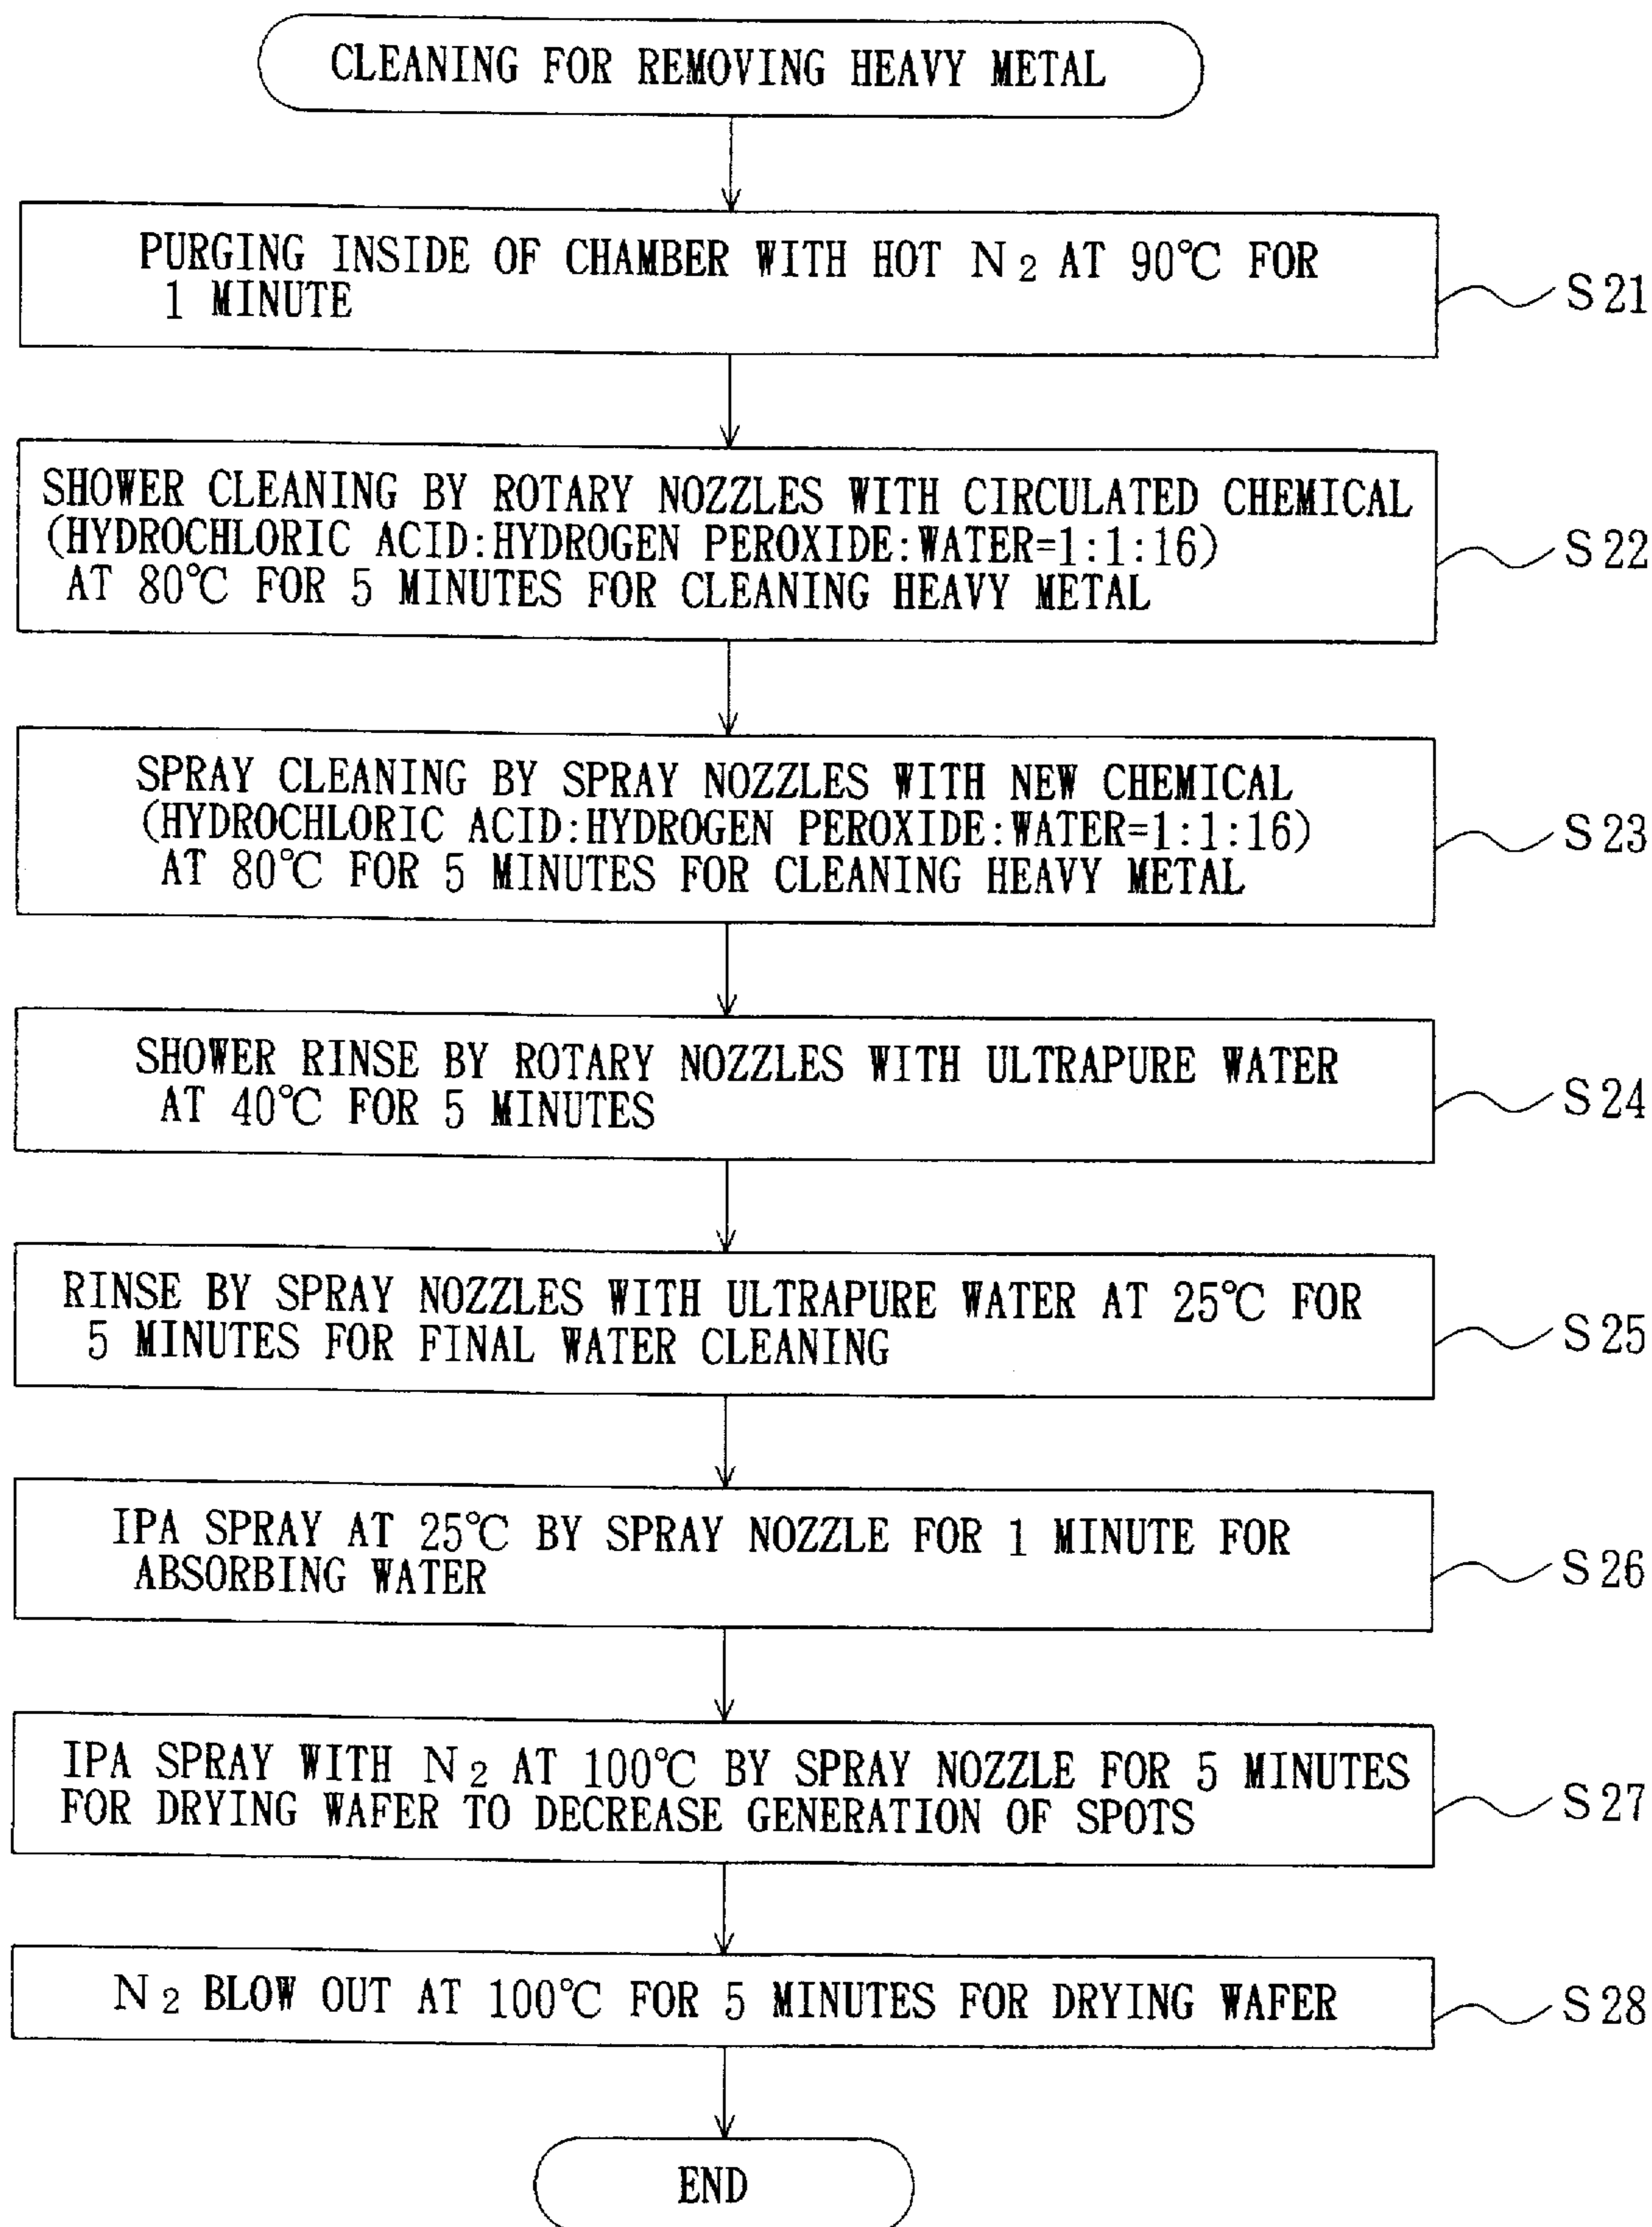 CLEANING FOR REMOVING HEAVY METAL
PURGING INSIDE OF CHAMBER WITH HOT N2 AT 90℃ FOR
1 MINUTE
S21
SHOWER CLEANING BY ROTARY NOZZLES WITH CIRCULATED CHEMICAL
(HYDROCHLORIC ACID:HYDROGEN PEROXIDE:WATER=1:1:16)
AT 80℃ FOR 5 MINUTES FOR CLEANING HEAVY METAL
S22
SPRAY CLEANING BY SPRAY NOZZLES WITH NEW CHEMICAL
(HYDROCHLORIC ACID:HYDROGEN PEROXIDE:WATER=1:1:16)
AT 80℃ FOR 5 MINUTES FOR CLEANING HEAVY METAL
S23
SHOWER RINSE BY ROTARY NOZZLES WITH ULTRAPURE WATER
AT 40℃ FOR 5 MINUTES
S24
RINSE BY SPRAY NOZZLES WITH ULTRAPURE WATER AT 25℃ FOR
5 MINUTES FOR FINAL WATER CLEANING
S25
IPA SPRAY AT 25℃ BY SPRAY NOZZLE FOR 1 MINUTE FOR
ABSORBING WATER
S26
IPA SPRAY WITH N2 AT 100℃ BY SPRAY NOZZLE FOR 5 MINUTES
FOR DRYING WAFER TO DECREASE GENERATION OF SPOTS
S27
N2 BLOW OUT AT 100℃ FOR 5 MINUTES FOR DRYING WAFER
S28
END